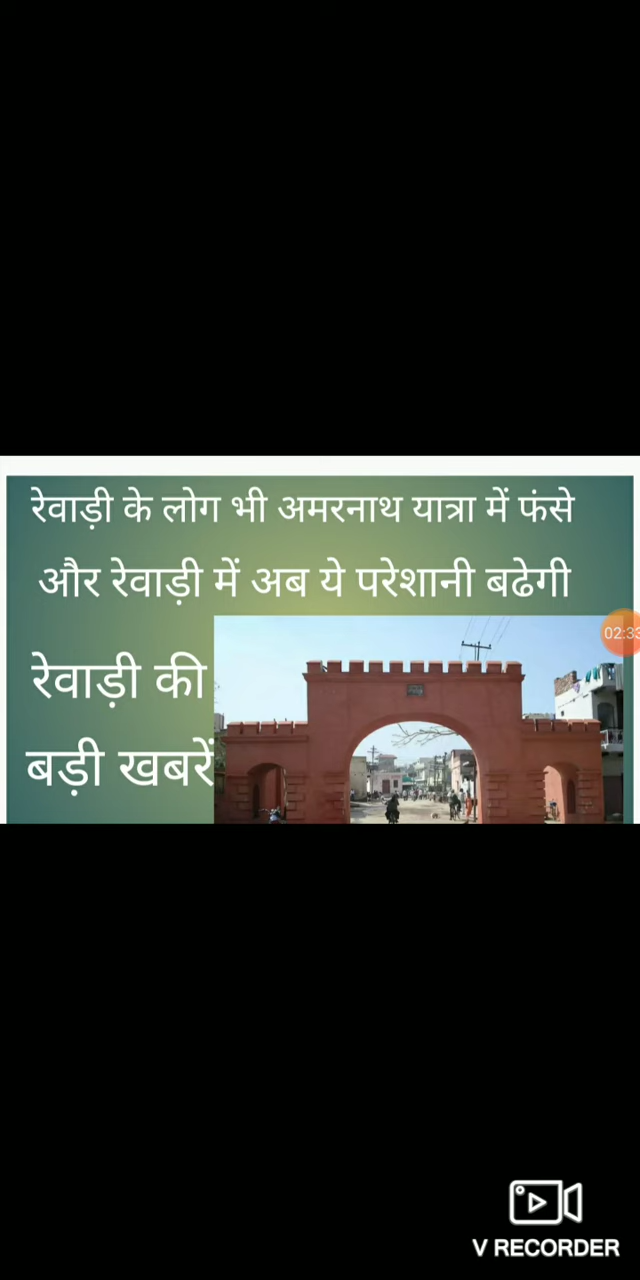 रेवाड़ी के लोग भी अमरनाथ यात्रा में फंसे
और रेवाड़ी में अब ये परेशानी बढेगी
रेवाड़ी की
बड़ी खबरें
02:33
V RECORDER